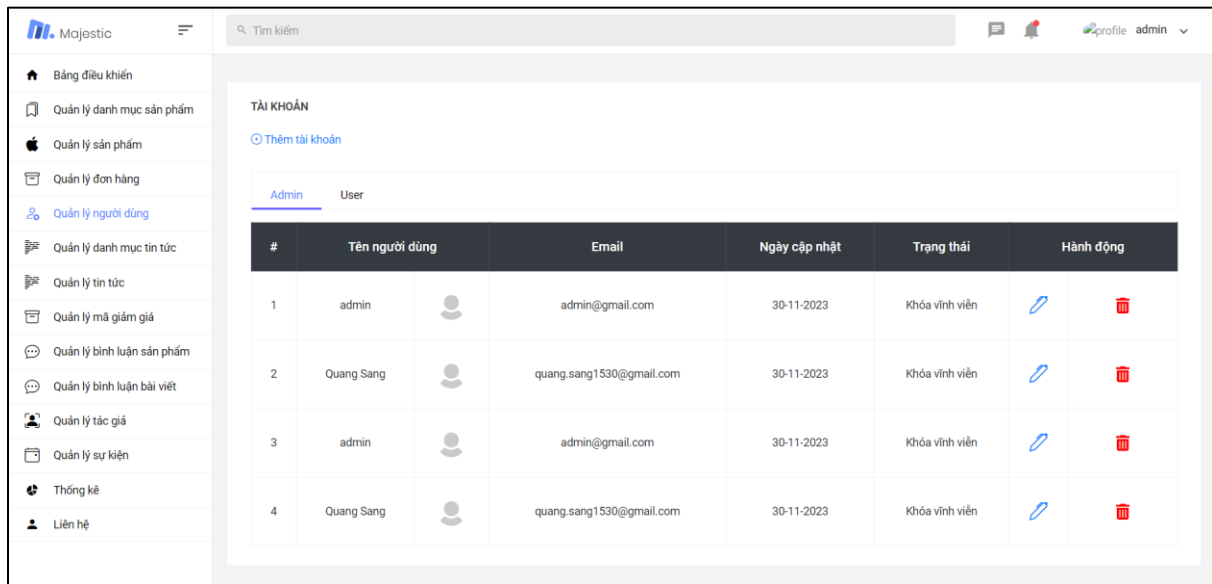 Majestic
Tìm kiếm
profile admin
Bảng điều khiển
Quản lý danh mục sản phẩm
Quản lý sản phẩm
Quản lý đơn hàng
Quản lý người dùng
Quản lý danh mục tin tức
Quản lý tin tức
Quản lý mã giảm giá
Quản lý bình luận sản phẩm
Quản lý bình luận bài viết
Quản lý tác giả
Quản lý sự kiện
Thống kê
Liên hệ
TÀI KHOẢN
Thêm tài khoản
Admin User
# Tên người dùng Email Ngày cập nhật Trạng thái Hành động
1 admin admin@gmail.com 30-11-2023 Khóa vĩnh viễn
2 Quang Sang quang.sang1530@gmail.com 30-11-2023 Khóa vĩnh viễn
3 admin admin@gmail.com 30-11-2023 Khóa vĩnh viễn
4 Quang Sang quang.sang1530@gmail.com 30-11-2023 Khóa vĩnh viễn